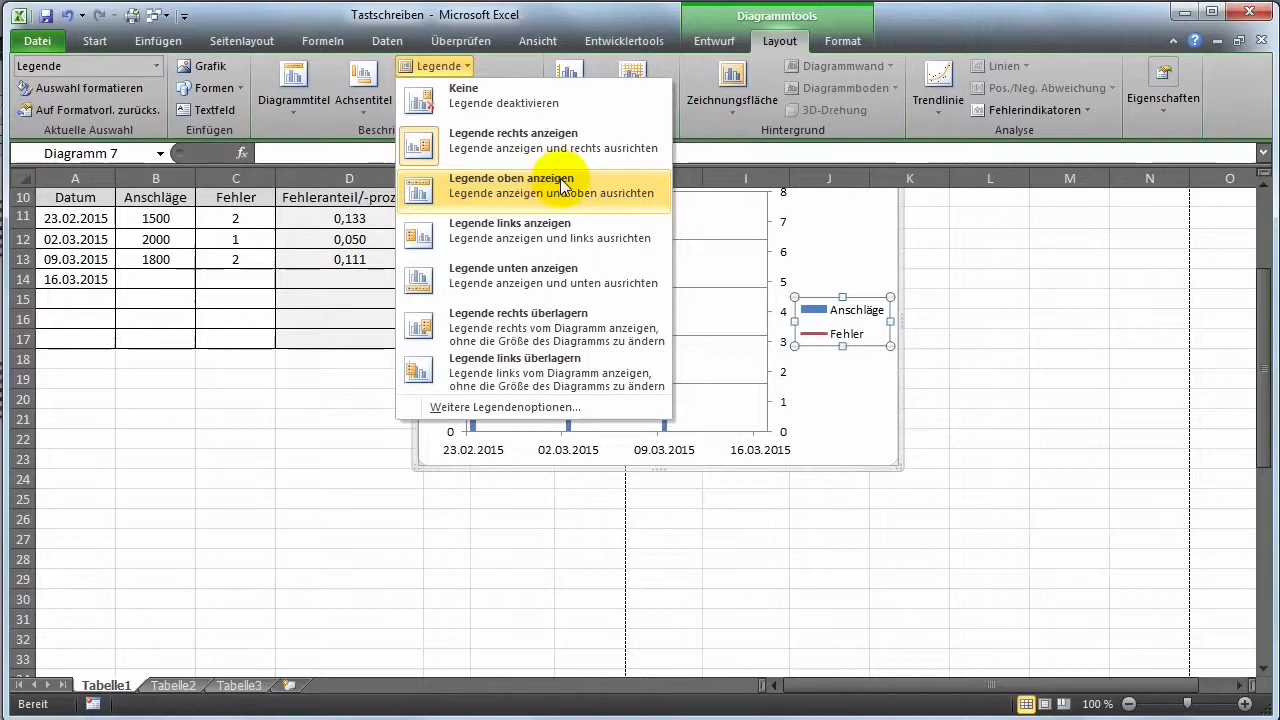 Tastschreiben - Microsoft Excel
Diagrammtools
Datei Start Einfügen Seitenlayout Formeln Daten Überprüfen Ansicht Entwicklertools Entwurf Layout Format
Legende
Auswahl formatieren
Auf Formatvorl. zurücks.
Aktuelle Auswahl
Grafik
Formen
Textfeld
Einfügen
Diagrammtitel
Achsentitel
Legende
Beschri
Zeichnungsfläche
Diagrammwand
Diagrammboden
3D-Drehung
Hintergrund
Trendlinie
Linien
Pos./Neg. Abweichung
Fehlerindikatoren
Analyse
Eigenschaften
Keine
Legende deaktivieren
Legende rechts anzeigen
Legende anzeigen und rechts ausrichten
Legende oben anzeigen
Legende anzeigen und oben ausrichten
Legende links anzeigen
Legende anzeigen und links ausrichten
Legende unten anzeigen
Legende anzeigen und unten ausrichten
Legende rechts überlagern
Legende rechts vom Diagramm anzeigen,
ohne die Größe des Diagramms zu ändern
Legende links überlagern
Legende links vom Diagramm anzeigen,
ohne die Größe des Diagramms zu ändern
Weitere Legendenoptionen...
Diagramm 7 fx
A B C D I J K L M N O
10 Datum Anschläge Fehler Fehleranteil/-proz
11 23.02.2015 1500 2 0,133
12 02.03.2015 2000 1 0,050
13 09.03.2015 1800 2 0,111
14 16.03.2015
15
16
17
18
19
20
21
22
23
24
25
26
27
28
29
30
31
32
33
8
7
6
5
4
3
2
1
0
Anschläge
Fehler
0
23.02.2015 02.03.2015 09.03.2015 16.03.2015
Tabelle1 Tabelle2 Tabelle3
Bereit
100 %